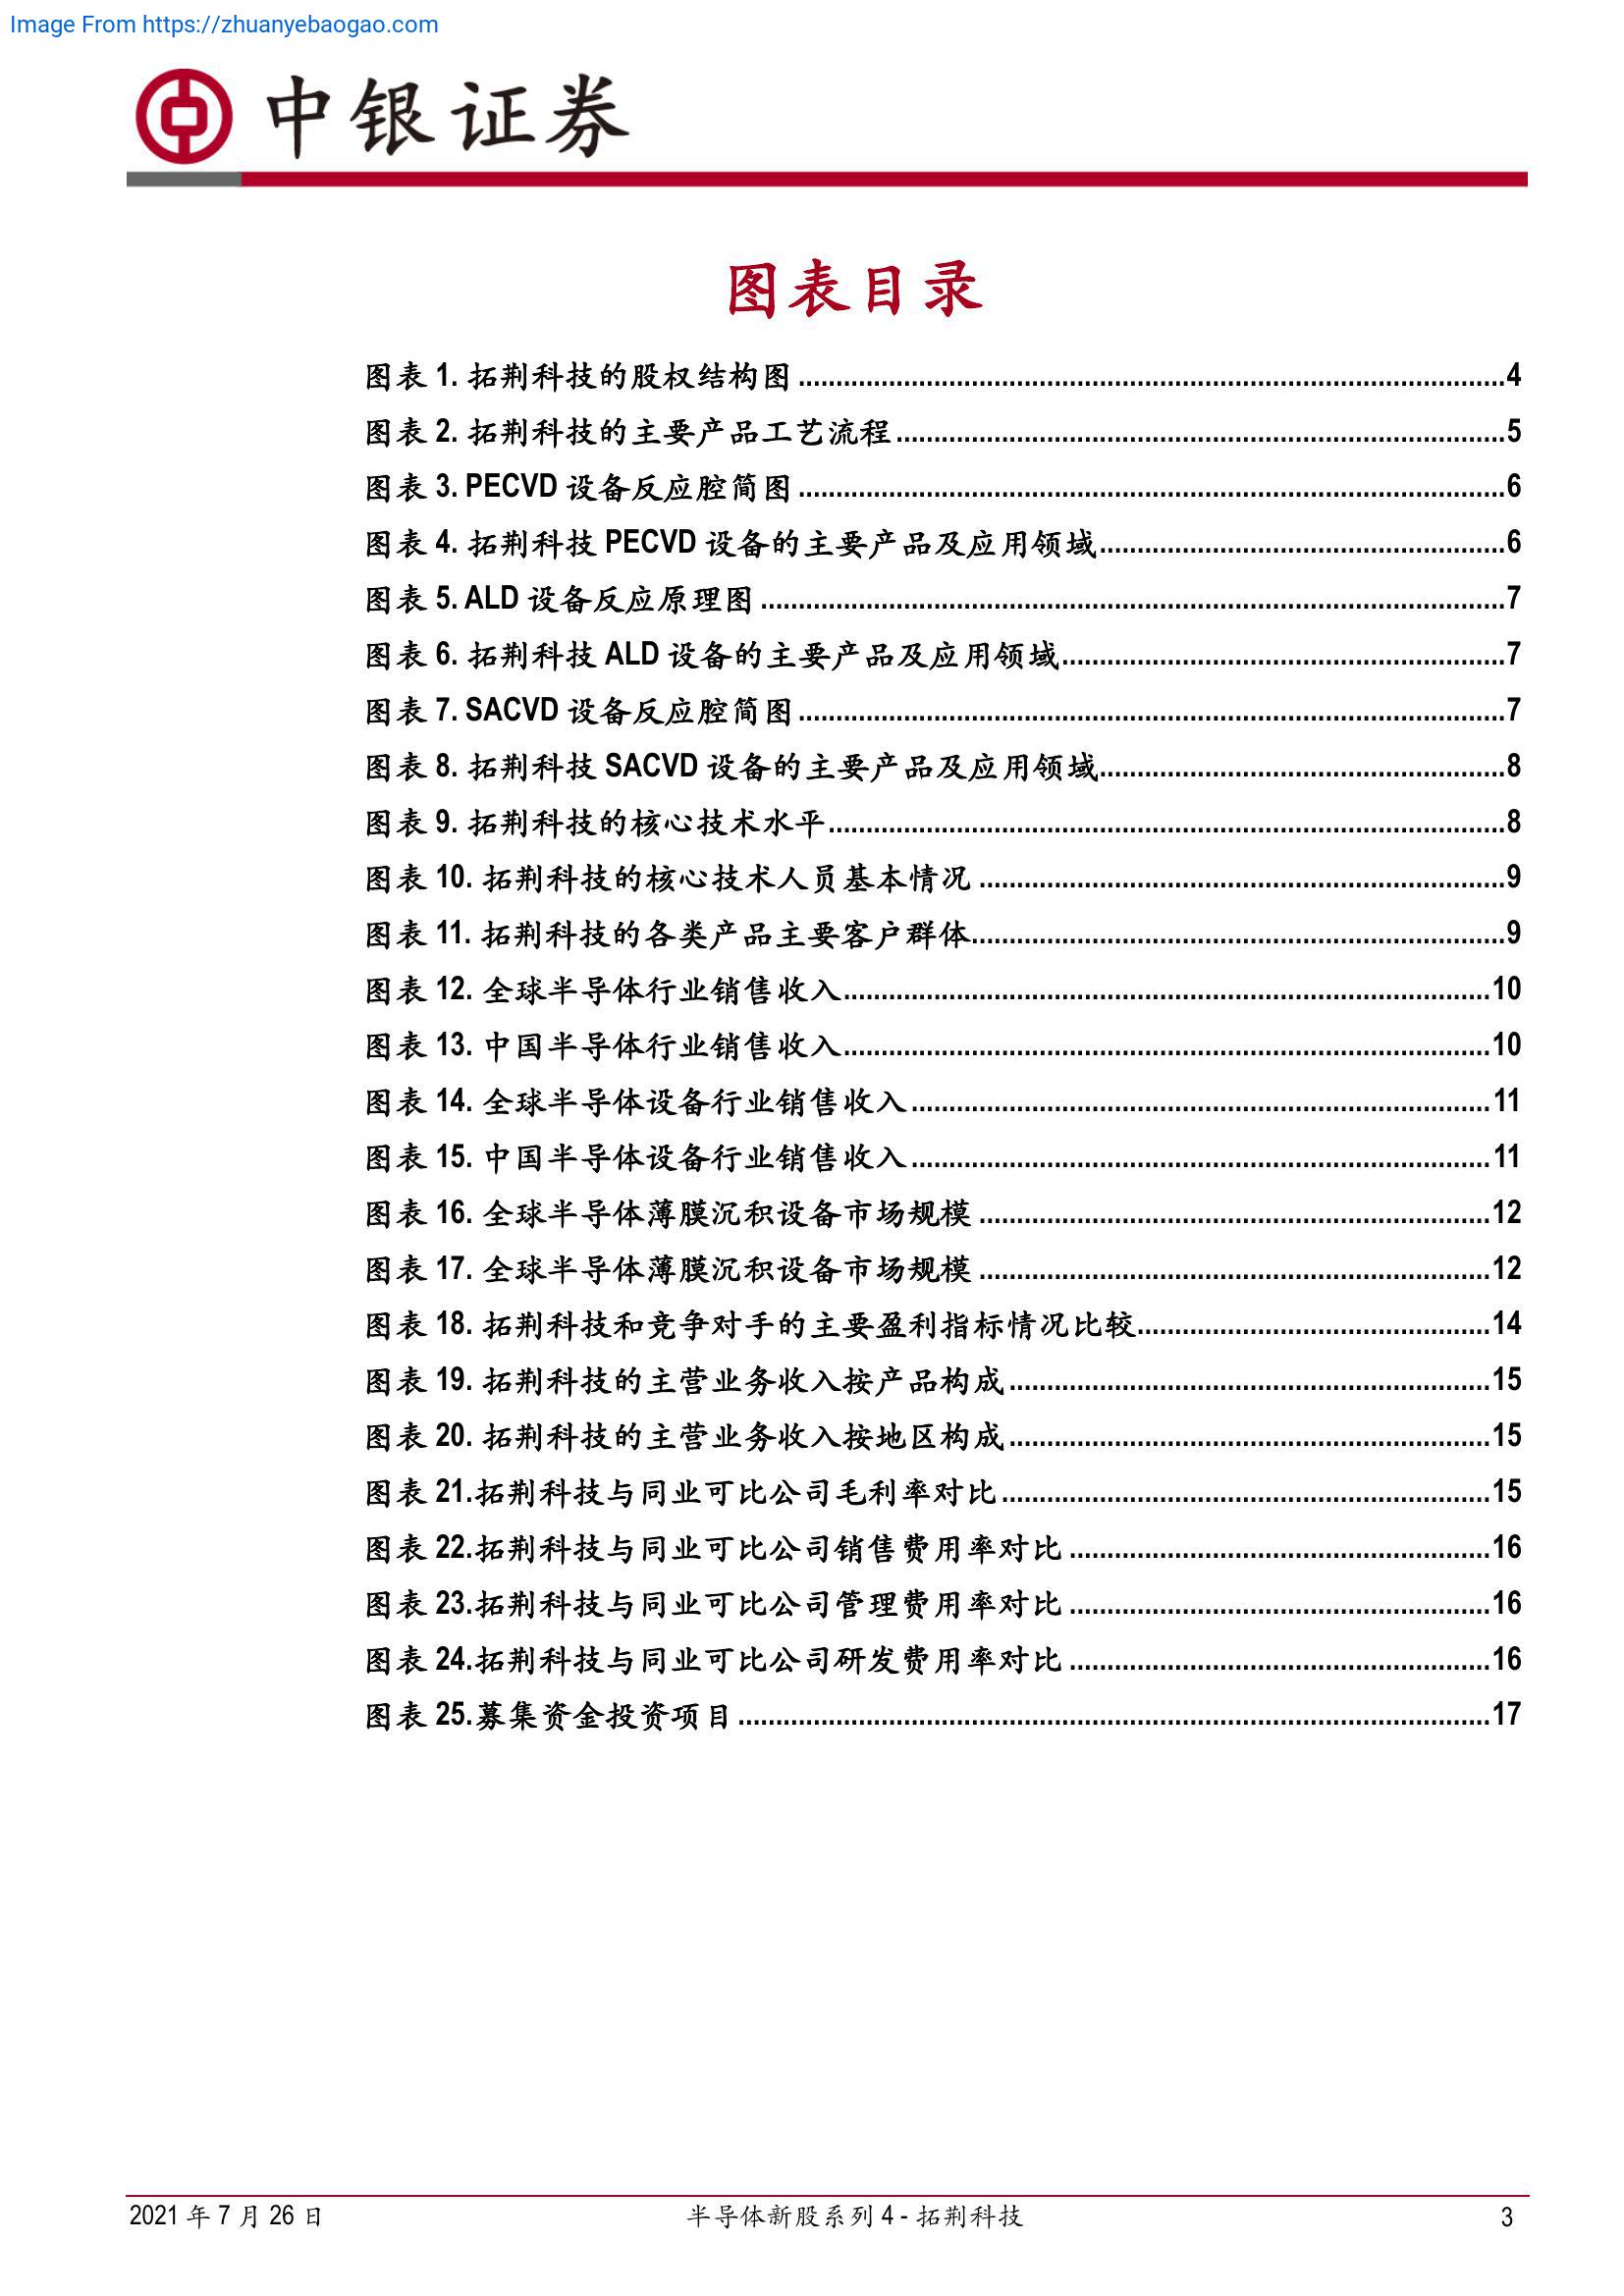 Image From https://zhuanyebaogao.com
中银证券
图表目录
图表 1. 拓荆科技的股权结构图 ..........4
图表 2. 拓荆科技的主要产品工艺流程 ..........5
图表 3. PECVD 设备反应腔简图 ..........6
图表 4. 拓荆科技 PECVD 设备的主要产品及应用领域..........6
图表 5. ALD 设备反应原理图 ..........7
图表 6. 拓荆科技 ALD 设备的主要产品及应用领域..........7
图表 7. SACVD 设备反应腔简图 ..........7
图表 8. 拓荆科技 SACVD 设备的主要产品及应用领域..........8
图表 9. 拓荆科技的核心技术水平..........8
图表 10. 拓荆科技的核心技术人员基本情况 ..........9
图表 11. 拓荆科技的各类产品主要客户群体..........9
图表 12. 全球半导体行业销售收入..........10
图表 13. 中国半导体行业销售收入..........10
图表 14. 全球半导体设备行业销售收入..........11
图表 15. 中国半导体设备行业销售收入..........11
图表 16. 全球半导体薄膜沉积设备市场规模 ..........12
图表 17. 全球半导体薄膜沉积设备市场规模 ..........12
图表 18. 拓荆科技和竞争对手的主要盈利指标情况比较..........14
图表 19. 拓荆科技的主营业务收入按产品构成..........15
图表 20. 拓荆科技的主营业务收入按地区构成..........15
图表 21.拓荆科技与同业可比公司毛利率对比..........15
图表 22.拓荆科技与同业可比公司销售费用率对比 ..........16
图表 23.拓荆科技与同业可比公司管理费用率对比 ..........16
图表 24.拓荆科技与同业可比公司研发费用率对比 ..........16
图表 25.募集资金投资项目 ..........17
2021 年 7 月 26 日
半导体新股系列 4 - 拓荆科技
3